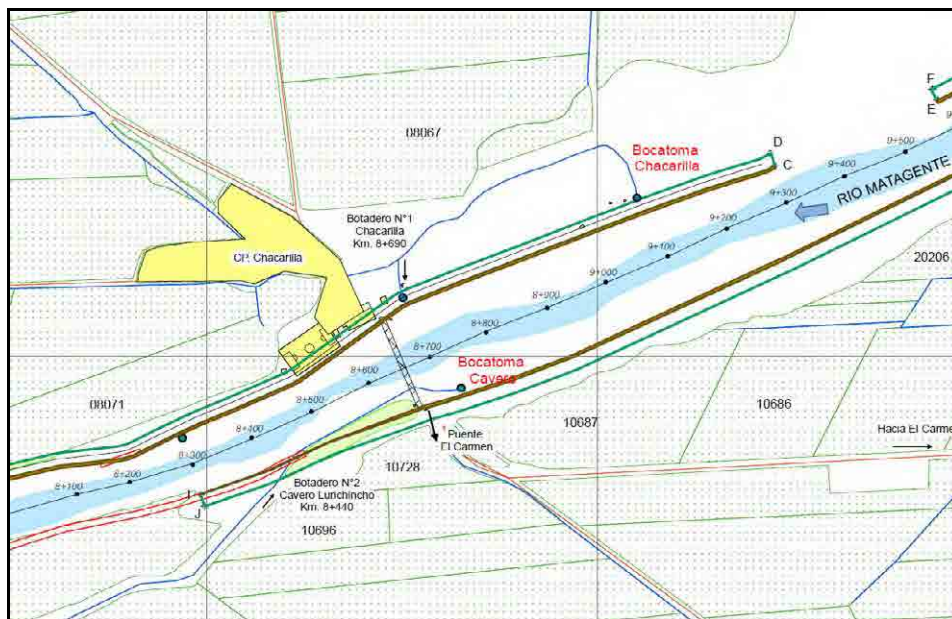 F
E
08067
Bocatoma
Chacarilla
D
C
9+500
9+400
9+300
RIO MATAGENTE
Botadero N°1
Chacarilla
Km. 8+690
9+200
CP. Chacarilla
9+100
20206
9+000
8+900
8+800
8+700
Bocatoma
Cavero
8+600
08071
8+500
10687
10686
8+400
Puente
El Carmen
Hacia El Carme
8+300
10728
8+200
8+100
I
J
Botadero N°2
Cavero Lunchincho
Km. 8+440
10696